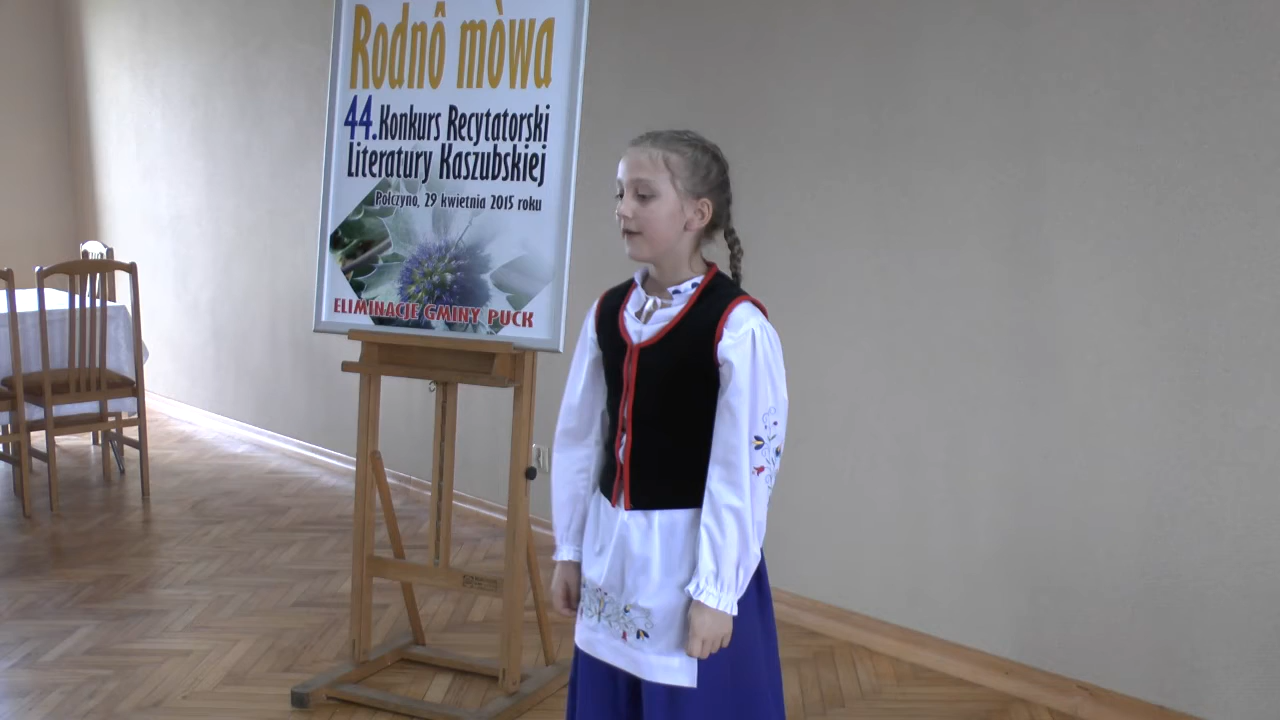 Rodnô mòwa
44. Konkurs Recytatorski
Literatury Kaszubskiej
Połczyno, 29 kwietnia 2015 roku
ELIMINACJE GMINY PUCK